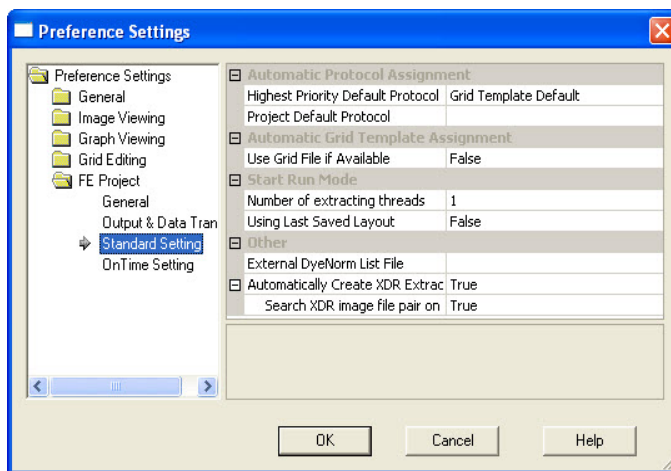 Preference Settings
Preference Settings
General
Image Viewing
Graph Viewing
Grid Editing
FE Project
General
Output & Data Tran
Standard Setting
OnTime Setting
Automatic Protocol Assignment
Highest Priority Default Protocol Grid Template Default
Project Default Protocol
Automatic Grid Template Assignment
Use Grid File if Available False
Start Run Mode
Number of extracting threads 1
Using Last Saved Layout False
Other
External DyeNorm List File
Automatically Create XDR Extrac True
Search XDR image file pair on True
OK Cancel Help